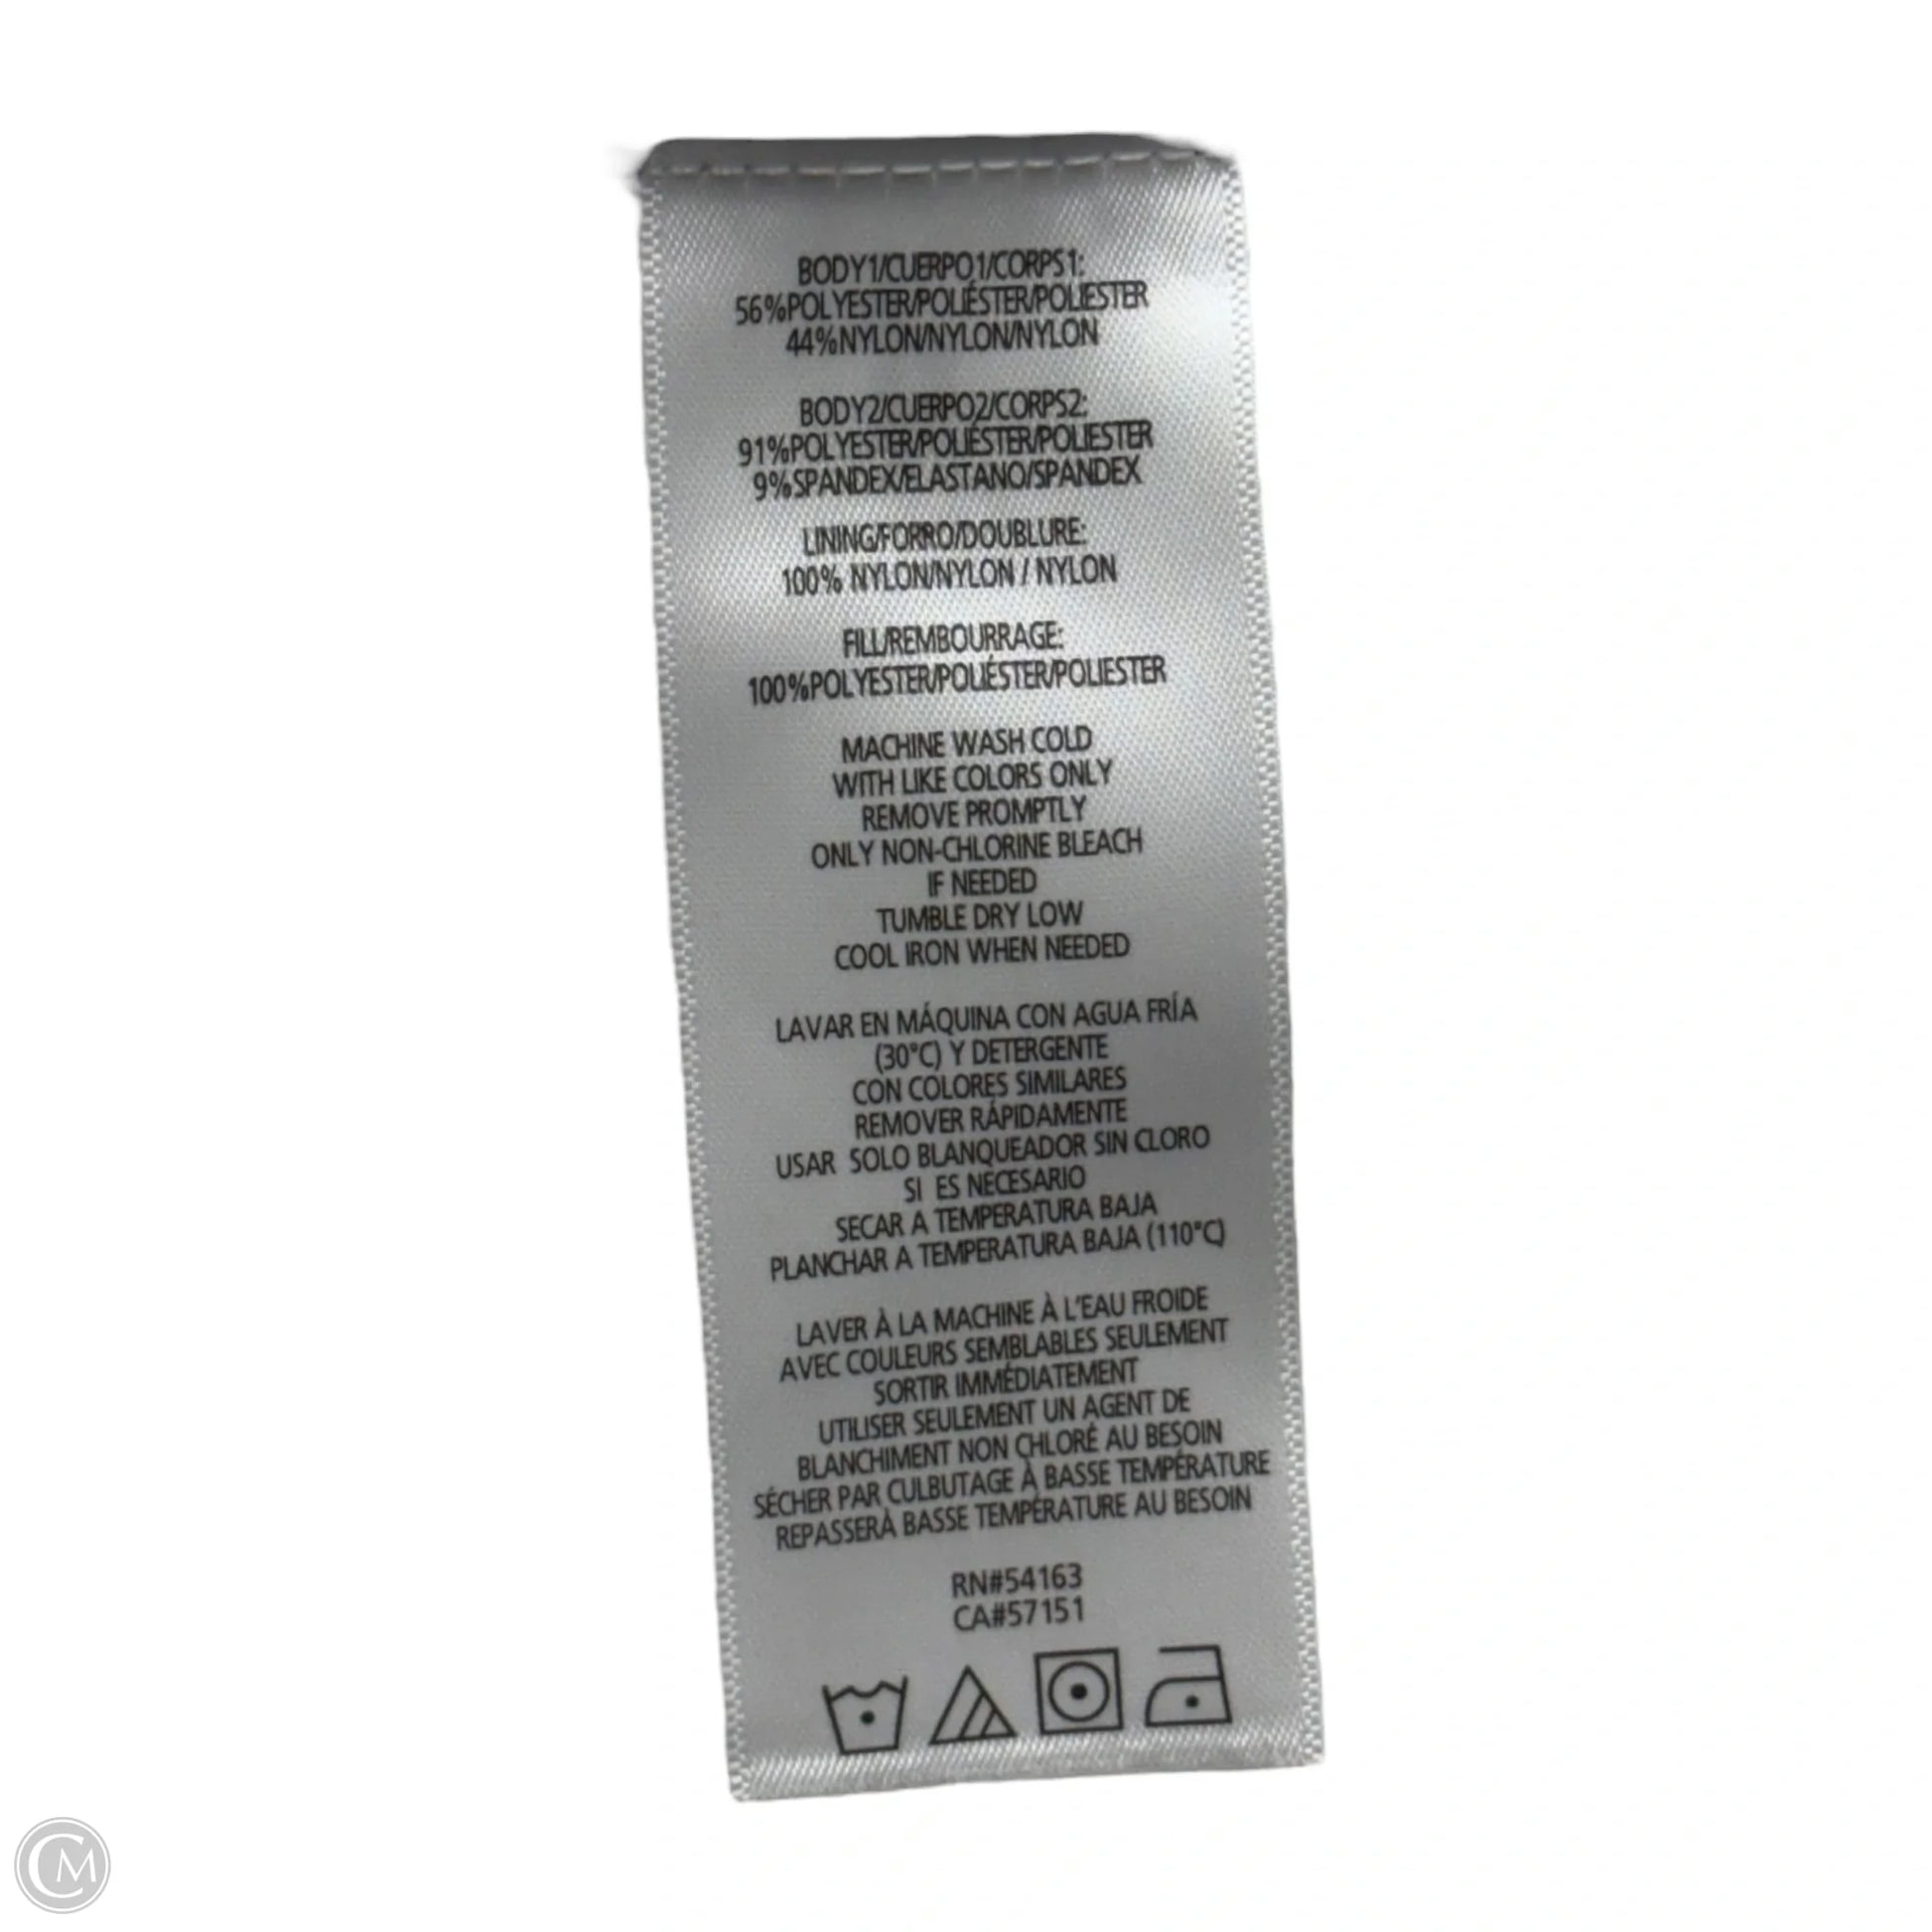 BODY1/CUERPO1/CORPS1:
56%POLYESTER/POLIÉSTER/POLIESTER
44%NYLON/NYLON/NYLON
BODY2/CUERPO2/CORPS2:
91%POLYESTER/POLIÉSTER/POLIESTER
9%SPANDEX/ELASTANO/SPANDEX
LINING/FORRO/DOUBLURE:
100% NYLON/NYLON / NYLON
FILL/REMBOURRAGE:
100%POLYESTER/POLIÉSTER/POLIESTER
MACHINE WASH COLD
WITH LIKE COLORS ONLY
REMOVE PROMPTLY
ONLY NON-CHLORINE BLEACH
IF NEEDED
TUMBLE DRY LOW
COOL IRON WHEN NEEDED
LAVAR EN MÁQUINA CON AGUA FRÍA
(30°C) Y DETERGENTE
CON COLORES SIMILARES
REMOVER RÁPIDAMENTE
USAR SOLO BLANQUEADOR SIN CLORO
SI ES NECESARIO
SECAR A TEMPERATURA BAJA
PLANCHAR A TEMPERATURA BAJA (110°C)
LAVER À LA MACHINE À L'EAU FROIDE
AVEC COULEURS SEMBLABLES SEULEMENT
SORTIR IMMÉDIATEMENT
UTILISER SEULEMENT UN AGENT DE
BLANCHIMENT NON CHLORÉ AU BESOIN
SÉCHER PAR CULBUTAGE À BASSE TEMPÉRATURE
REPASSERÀ BASSE TEMPÉRATURE AU BESOIN
RN#54163
CA#57151
CM